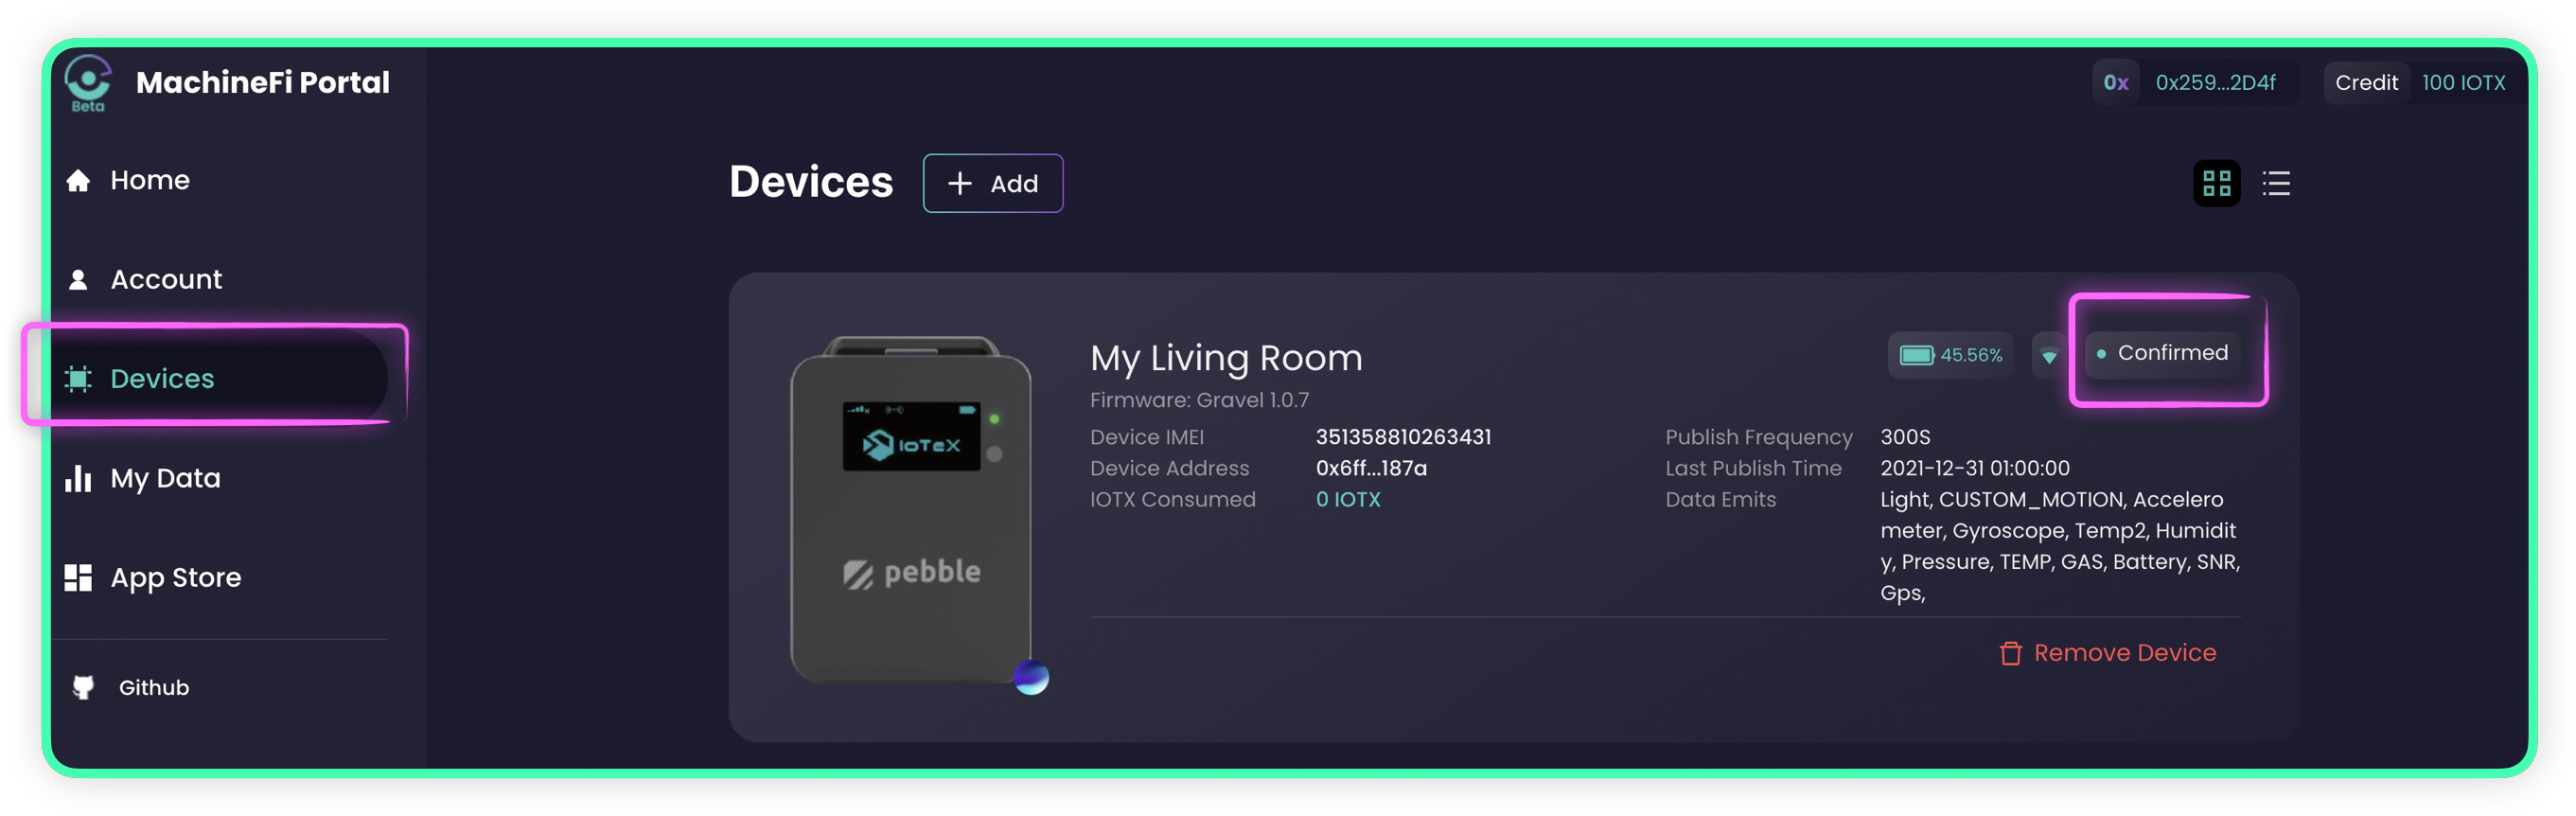 MachineFi Portal
Beta
0x 0x259...2D4f
Credit 100 IOTX
Home
Account
Devices
My Data
App Store
Github
Devices
+ Add
IoTeX
pebble
My Living Room
45.56%
Confirmed
Firmware: Gravel 1.0.7
Device IMEI 351358810263431
Device Address 0x6ff...187a
IOTX Consumed 0 IOTX
Publish Frequency 300S
Last Publish Time 2021-12-31 01:00:00
Data Emits Light, CUSTOM_MOTION, Accelero
meter, Gyroscope, Temp2, Humidit
y, Pressure, TEMP, GAS, Battery, SNR,
Gps,
Remove Device